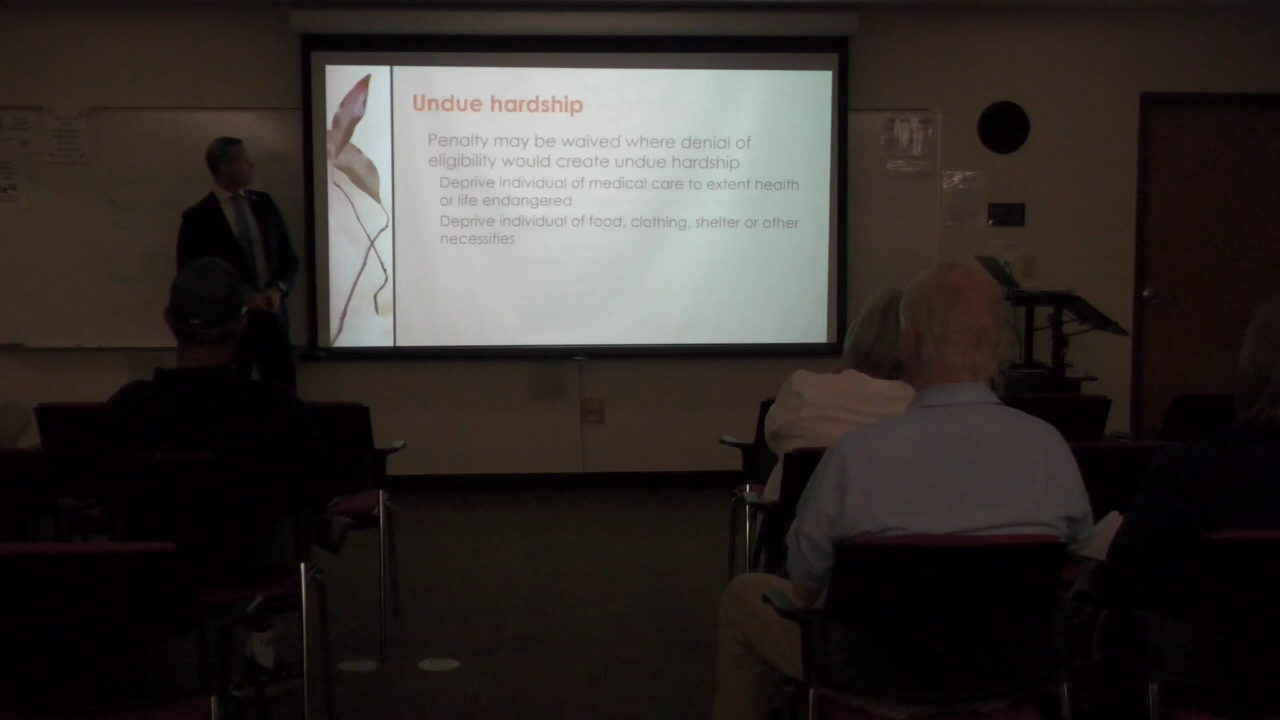 Undue hardship
Penalty may be waived where denial of
eligibility would create undue hardship
Deprive individual of medical care to extent health
or life endangered
Deprive individual of food, clothing, shelter or other
necessities